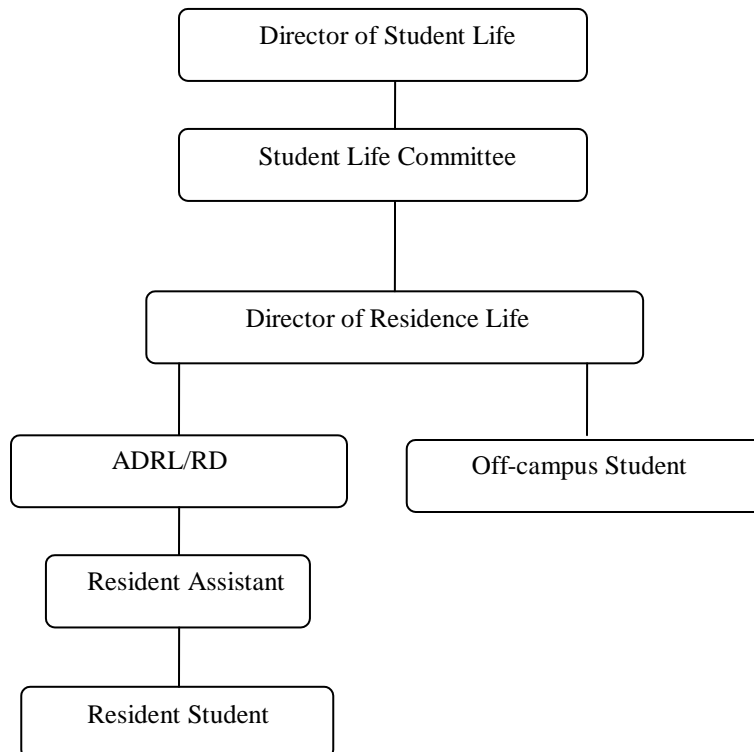 Director of Student Life
Student Life Committee
Director of Residence Life
ADRL/RD
Off-campus Student
Resident Assistant
Resident Student